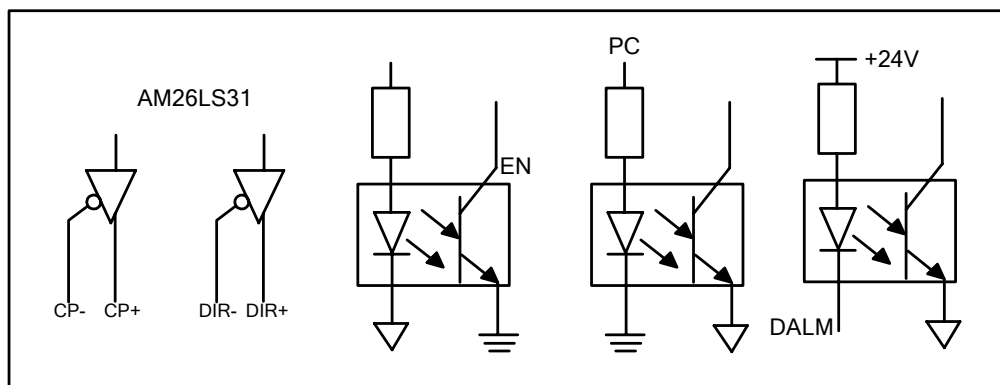 PC
+24V
AM26LS31
EN
CP- CP+ DIR- DIR+
DALM